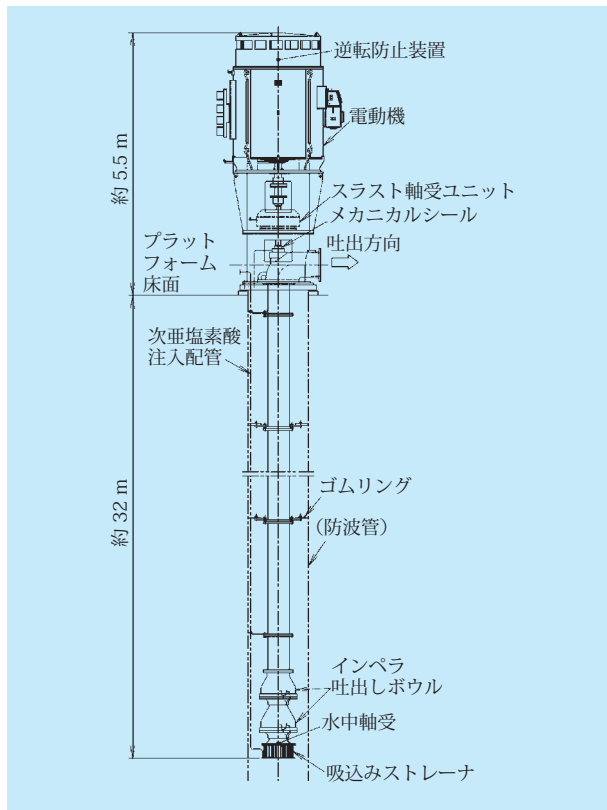 逆転防止装置
電動機
約 5.5 m
スラスト軸受ユニット
メカニカルシール
プラット
フォーム
床面
吐出方向
次亜塩素酸
注入配管
ゴムリング
(防波管)
約 32 m
インペラ
吐出しボウル
水中軸受
吸込みストレーナ